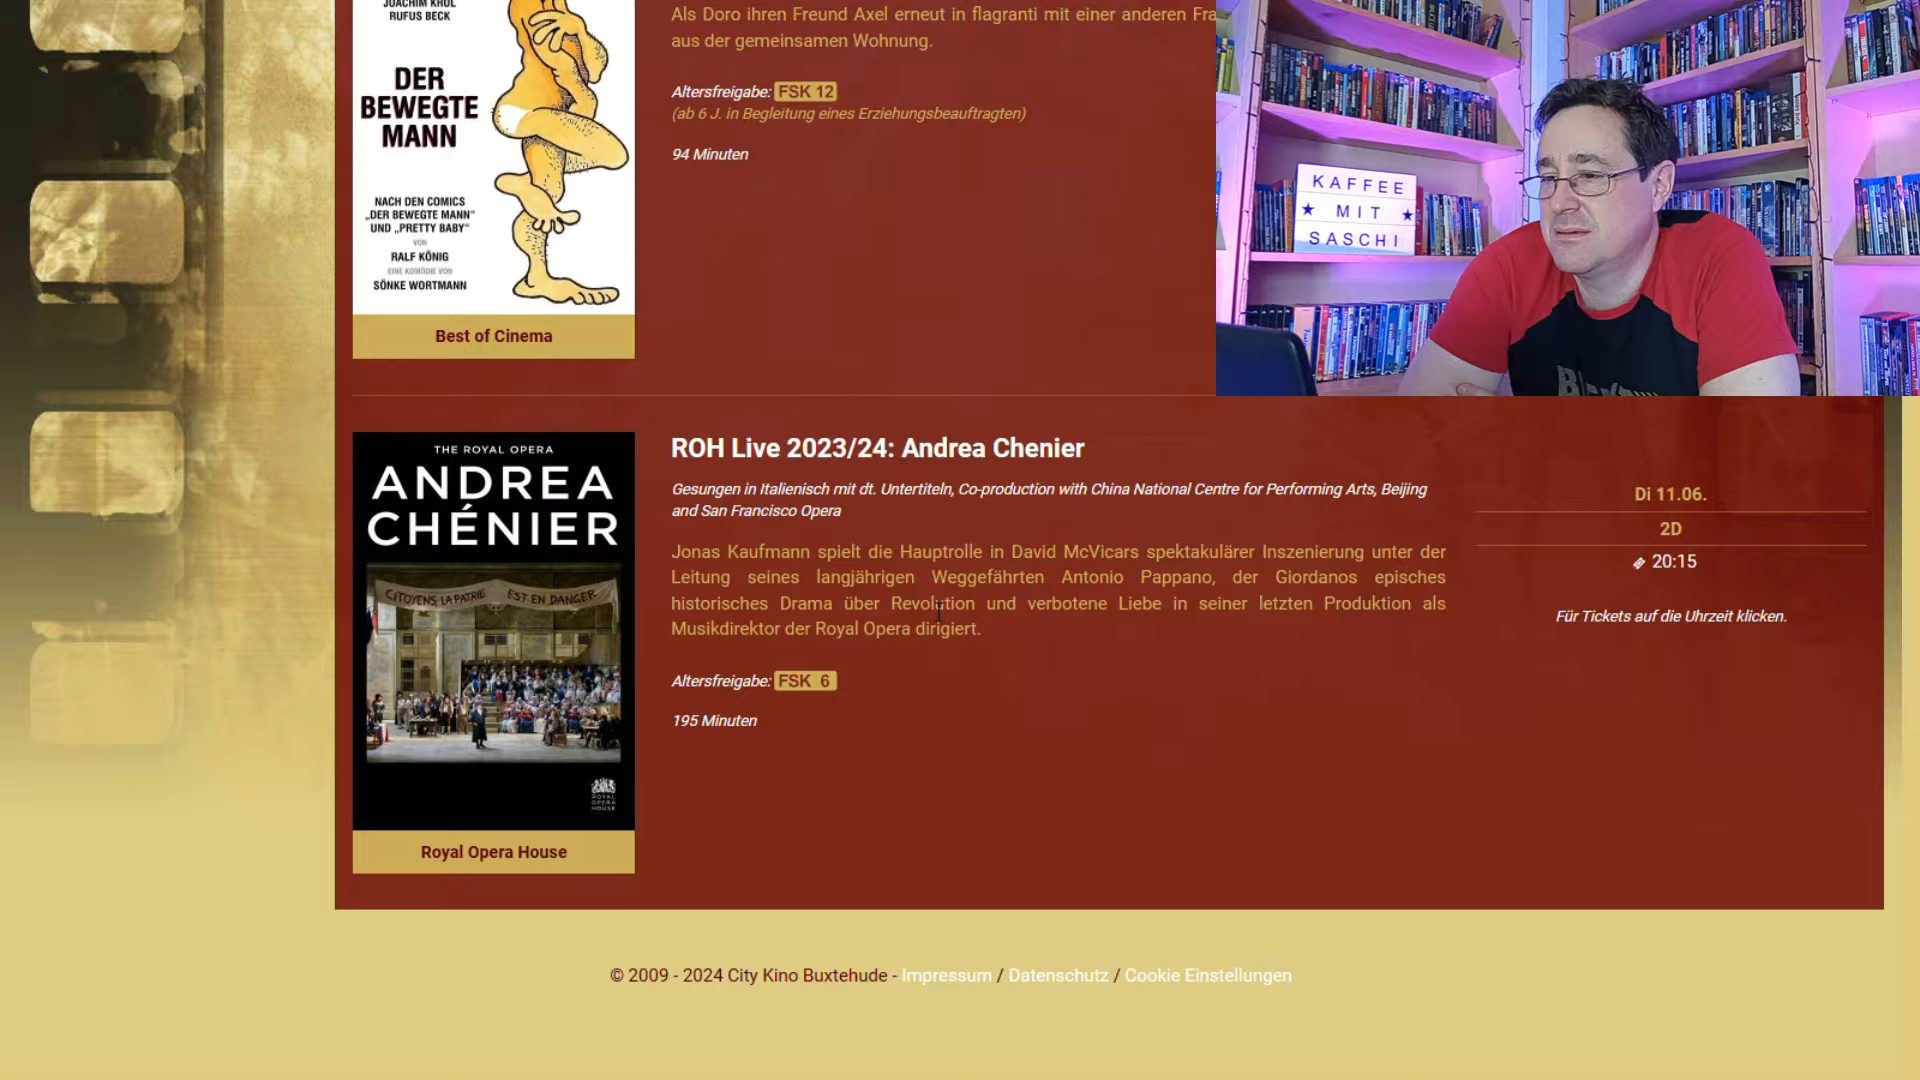 JOACHIM KRÓL
RUFUS BECK
DER
BEWEGTE
MANN
NACH DEN COMICS
„DER BEWEGTE MANN"
UND „PRETTY BABY"
VON
RALF KÖNIG
EINE KOMÖDIE VON
SÖNKE WORTMANN
Best of Cinema
Als Doro ihren Freund Axel erneut in flagranti mit einer anderen Fra
aus der gemeinsamen Wohnung.
Altersfreigabe: FSK 12
(ab 6 J. in Begleitung eines Erziehungsbeauftragten)
94 Minuten
KAFFEE
★ MIT ★
SASCHI
THE ROYAL OPERA
ANDREA
CHÉNIER
CITOYENS LA PATRIE EST EN DANGER
ROYAL
OPERA
HOUSE
Royal Opera House
ROH Live 2023/24: Andrea Chenier
Gesungen in Italienisch mit dt. Untertiteln, Co-production with China National Centre for Performing Arts, Beijing
and San Francisco Opera
Jonas Kaufmann spielt die Hauptrolle in David McVicars spektakulärer Inszenierung unter der
Leitung seines langjährigen Weggefährten Antonio Pappano, der Giordanos episches
historisches Drama über Revolution und verbotene Liebe in seiner letzten Produktion als
Musikdirektor der Royal Opera dirigiert.
Altersfreigabe: FSK 6
195 Minuten
Di 11.06.
2D
20:15
Für Tickets auf die Uhrzeit klicken.
© 2009 - 2024 City Kino Buxtehude - Impressum / Datenschutz / Cookie Einstellungen